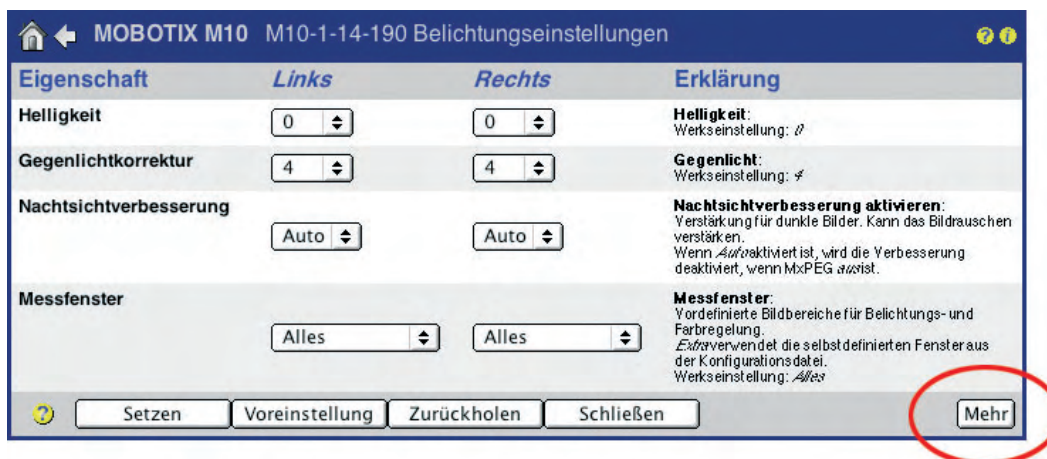 MOBOTIX M10 M10-1-14-190 Belichtungseinstellungen
Eigenschaft Links Rechts Erklärung
Helligkeit 0 0 Helligkeit:
Werkseinstellung: 0
Gegenlichtkorrektur 4 4 Gegenlicht:
Werkseinstellung: 4
Nachtsichtverbesserung Auto Auto Nachtsichtverbesserung aktivieren:
Verstärkung für dunkle Bilder. Kann das Bildrauschen
verstärken.
Wenn Auto aktiviert ist, wird die Verbesserung
deaktiviert, wenn MxPEG aus ist.
Messfenster Alles Alles Messfenster:
Vordefinierte Bildbereiche für Belichtungs- und
Farbregelung.
Extra verwendet die selbstdefinierten Fenster aus
der Konfigurationsdatei.
Werkseinstellung: Alles
Setzen Voreinstellung Zurückholen Schließen Mehr